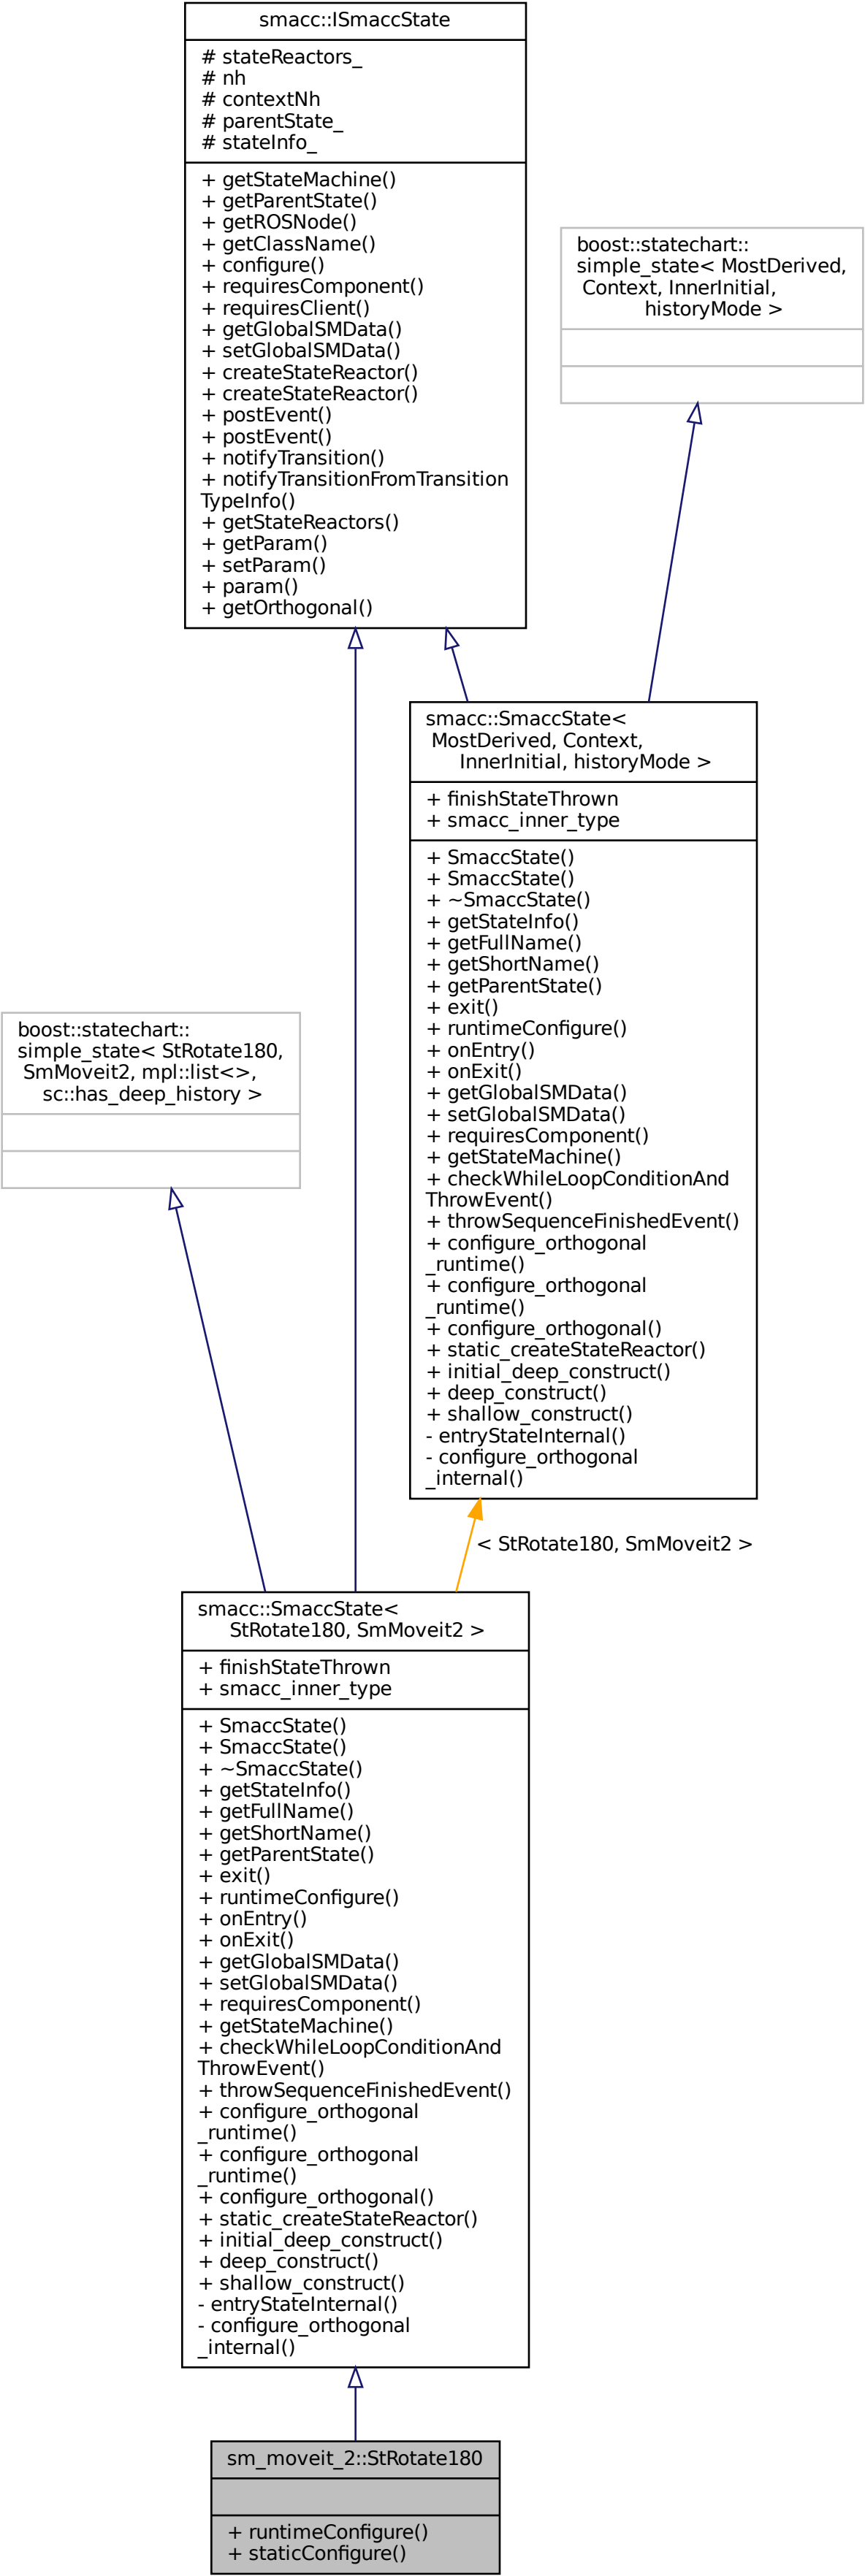 smacc::ISmaccState
# stateReactors_
# nh
# contextNh
# parentState_
# stateInfo_
+ getStateMachine()
+ getParentState()
+ getROSNode()
+ getClassName()
+ configure()
+ requiresComponent()
+ requiresClient()
+ getGlobalSMData()
+ setGlobalSMData()
+ createStateReactor()
+ createStateReactor()
+ postEvent()
+ postEvent()
+ notifyTransition()
+ notifyTransitionFromTransition
TypeInfo()
+ getStateReactors()
+ getParam()
+ setParam()
+ param()
+ getOrthogonal()
boost::statechart::
simple_state< MostDerived,
Context, InnerInitial,
historyMode >
smacc::SmaccState<
MostDerived, Context,
InnerInitial, historyMode >
+ finishStateThrown
+ smacc_inner_type
+ SmaccState()
+ SmaccState()
+ ~SmaccState()
+ getStateInfo()
+ getFullName()
+ getShortName()
+ getParentState()
+ exit()
+ runtimeConfigure()
+ onEntry()
+ onExit()
+ getGlobalSMData()
+ setGlobalSMData()
+ requiresComponent()
+ getStateMachine()
+ checkWhileLoopConditionAnd
ThrowEvent()
+ throwSequenceFinishedEvent()
+ configure_orthogonal
_runtime()
+ configure_orthogonal
_runtime()
+ configure_orthogonal()
+ static_createStateReactor()
+ initial_deep_construct()
+ deep_construct()
+ shallow_construct()
- entryStateInternal()
- configure_orthogonal
_internal()
boost::statechart::
simple_state< StRotate180,
SmMoveit2, mpl::list<>,
sc::has_deep_history >
< StRotate180, SmMoveit2 >
smacc::SmaccState<
StRotate180, SmMoveit2 >
+ finishStateThrown
+ smacc_inner_type
+ SmaccState()
+ SmaccState()
+ ~SmaccState()
+ getStateInfo()
+ getFullName()
+ getShortName()
+ getParentState()
+ exit()
+ runtimeConfigure()
+ onEntry()
+ onExit()
+ getGlobalSMData()
+ setGlobalSMData()
+ requiresComponent()
+ getStateMachine()
+ checkWhileLoopConditionAnd
ThrowEvent()
+ throwSequenceFinishedEvent()
+ configure_orthogonal
_runtime()
+ configure_orthogonal
_runtime()
+ configure_orthogonal()
+ static_createStateReactor()
+ initial_deep_construct()
+ deep_construct()
+ shallow_construct()
- entryStateInternal()
- configure_orthogonal
_internal()
sm_moveit_2::StRotate180
+ runtimeConfigure()
+ staticConfigure()